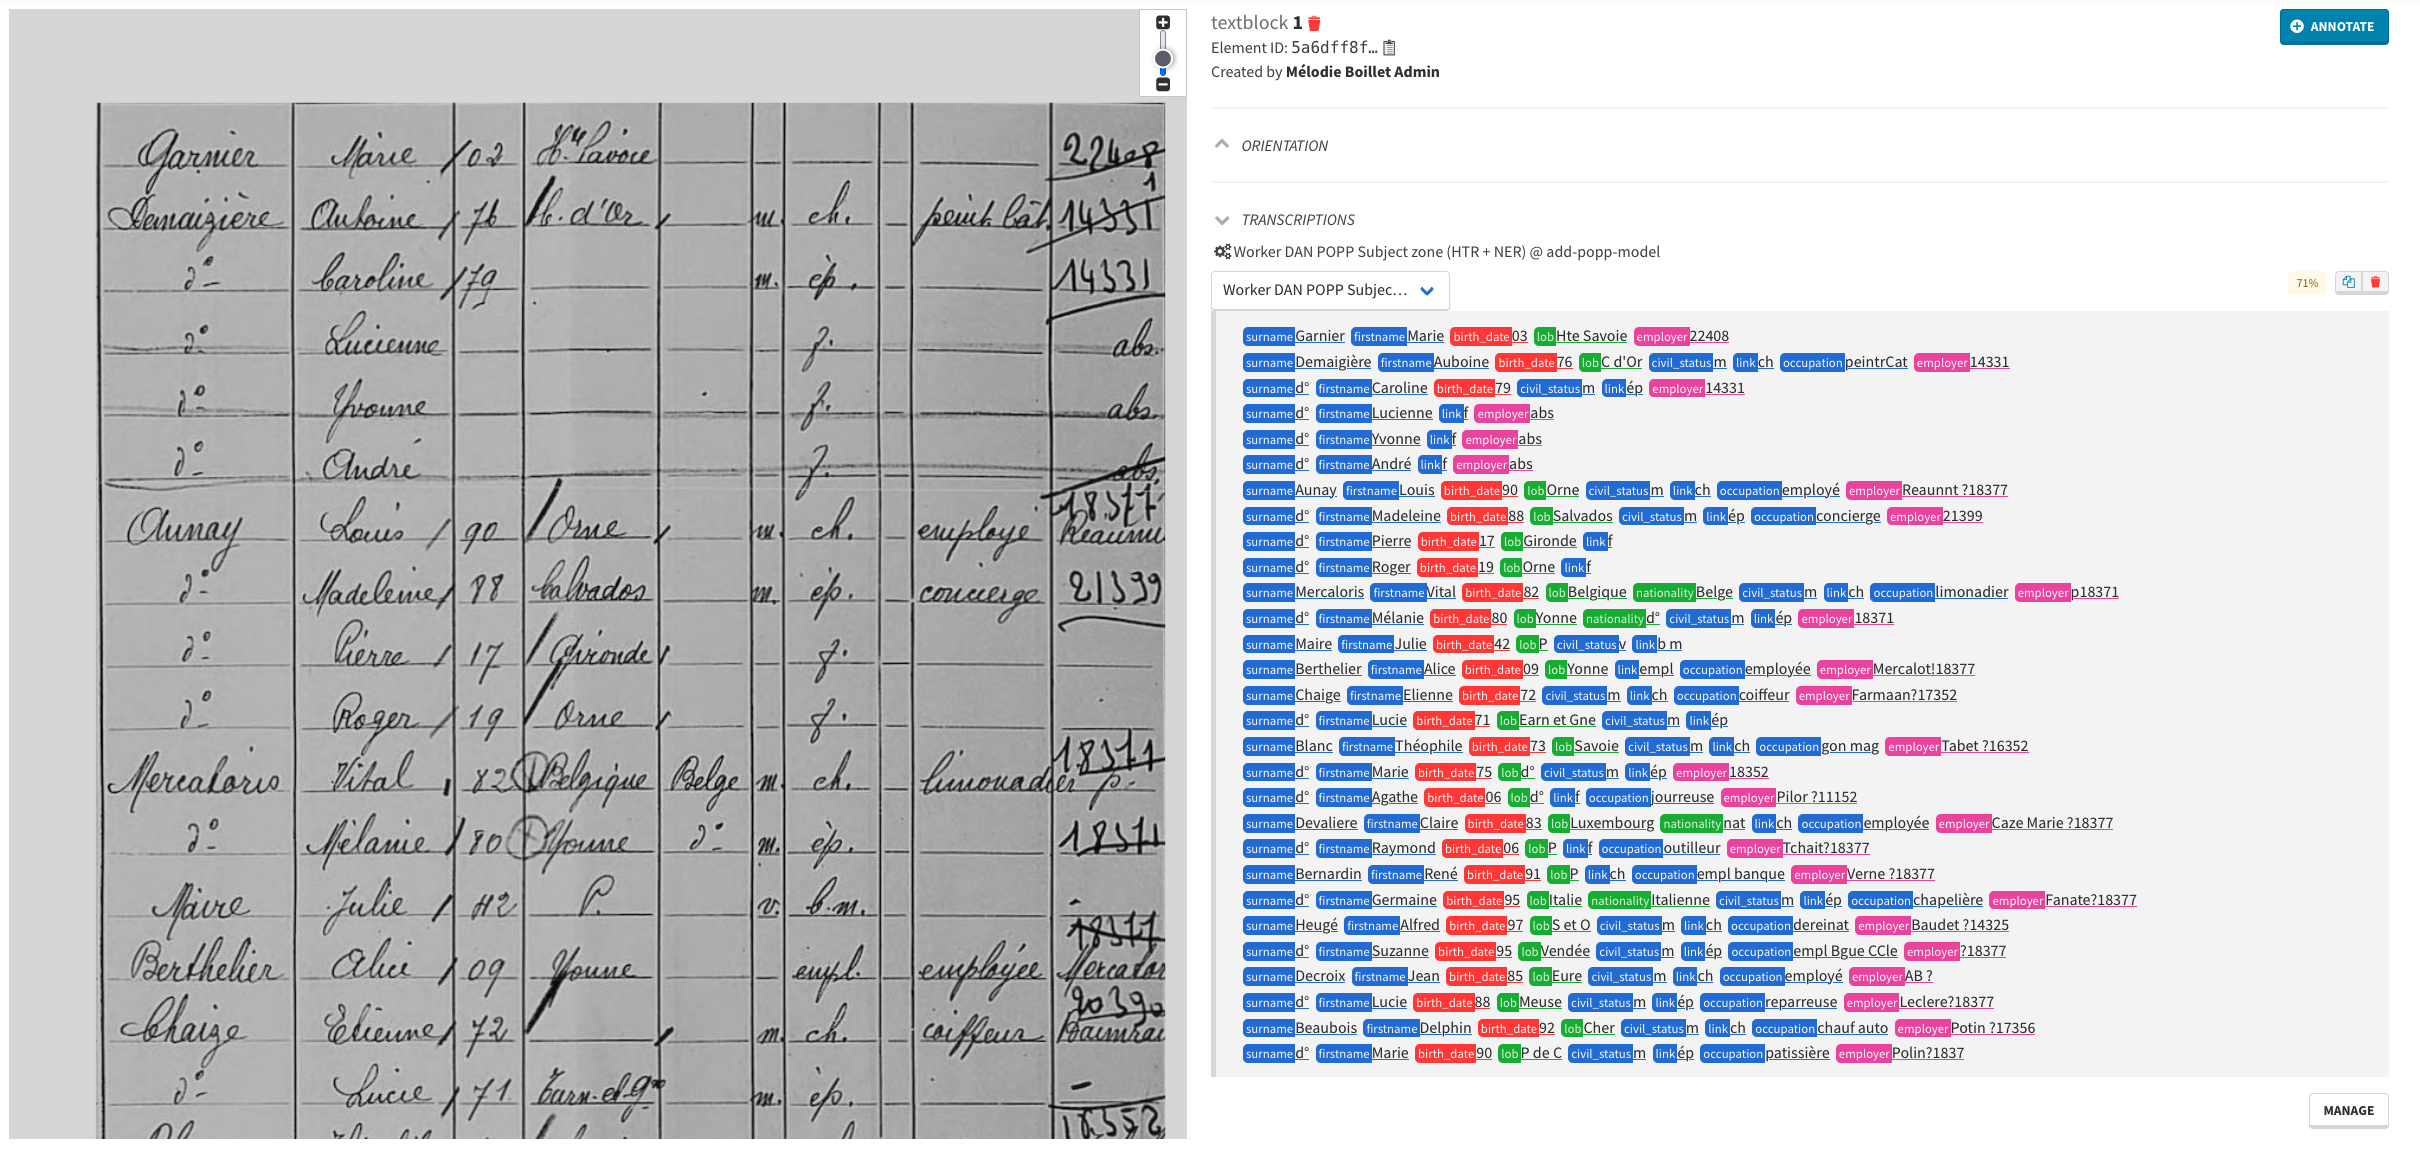 Garnier Marie 02 Hte Savoie 22408
1
Demaizière Antoine 76 C. d'Or m. ch. peint. bât. 14331
d° Caroline 79 m. ép. 14331
d° Lucienne f. abs.
d° Yvonne f. abs.
d° André f. abs.
18377
Aunay Louis 90 Orne m. ch. employé Réaumu
d° Madeleine 88 Calvados m. ép. concierge 21399
d° Pierre 17 Gironde f.
d° Roger 19 Orne f.
18377
Mercaloris Vital 82 Belgique Belge m. ch. limonadier p.
d° Mélanie 80 Yonne d° m. ép. 18371
Maire Julie 42 P. v. b.m. -
18377
Berthelier Alice 09 Yonne empl. employée Mercalor
20390
Chaize Etienne 72 m. ch. coiffeur
d° Lucie 71 Tarn-et-Gne m. ép. -
18352
textblock 1
Element ID: 5a6dff8f…
Created by Mélodie Boillet Admin
ANNOTATE
ORIENTATION
TRANSCRIPTIONS
Worker DAN POPP Subject zone (HTR + NER) @ add-popp-model
Worker DAN POPP Subjec…
71%
surname Garnier firstname Marie birth_date 03 lob Hte Savoie employer 22408
surname Demaigière firstname Auboine birth_date 76 lob C d'Or civil_status m link ch occupation peintrCat employer 14331
surname d° firstname Caroline birth_date 79 civil_status m link ép employer 14331
surname d° firstname Lucienne link f employer abs
surname d° firstname Yvonne link f employer abs
surname d° firstname André link f employer abs
surname Aunay firstname Louis birth_date 90 lob Orne civil_status m link ch occupation employé employer Reaunnt ?18377
surname d° firstname Madeleine birth_date 88 lob Salvados civil_status m link ép occupation concierge employer 21399
surname d° firstname Pierre birth_date 17 lob Gironde link f
surname d° firstname Roger birth_date 19 lob Orne link f
surname Mercaloris firstname Vital birth_date 82 lob Belgique nationality Belge civil_status m link ch occupation limonadier employer p18371
surname d° firstname Mélanie birth_date 80 lob Yonne nationality d° civil_status m link ép employer 18371
surname Maire firstname Julie birth_date 42 lob P civil_status v link b m
surname Berthelier firstname Alice birth_date 09 lob Yonne link empl occupation employée employer Mercalot!18377
surname Chaige firstname Elienne birth_date 72 civil_status m link ch occupation coiffeur employer Farmaan?17352
surname d° firstname Lucie birth_date 71 lob Earn et Gne civil_status m link ép
surname Blanc firstname Théophile birth_date 73 lob Savoie civil_status m link ch occupation gon mag employer Tabet ?16352
surname d° firstname Marie birth_date 75 lob d° civil_status m link ép employer 18352
surname d° firstname Agathe birth_date 06 lob d° link f occupation jourreuse employer Pilor ?11152
surname Devaliere firstname Claire birth_date 83 lob Luxembourg nationality nat link ch occupation employée employer Caze Marie ?18377
surname d° firstname Raymond birth_date 06 lob P link f occupation outilleur employer Tchait?18377
surname Bernardin firstname René birth_date 91 lob P link ch occupation empl banque employer Verne ?18377
surname d° firstname Germaine birth_date 95 lob Italie nationality Italienne civil_status m link ép occupation chapelière employer Fanate?18377
surname Heugé firstname Alfred birth_date 97 lob S et O civil_status m link ch occupation dereinat employer Baudet ?14325
surname d° firstname Suzanne birth_date 95 lob Vendée civil_status m link ép occupation empl Bgue CCle employer ?18377
surname Decroix firstname Jean birth_date 85 lob Eure civil_status m link ch occupation employé employer AB ?
surname d° firstname Lucie birth_date 88 lob Meuse civil_status m link ép occupation reparreuse employer Leclere?18377
surname Beaubois firstname Delphin birth_date 92 lob Cher civil_status m link ch occupation chauf auto employer Potin ?17356
surname d° firstname Marie birth_date 90 lob P de C civil_status m link ép occupation patissière employer Polin?1837
MANAGE